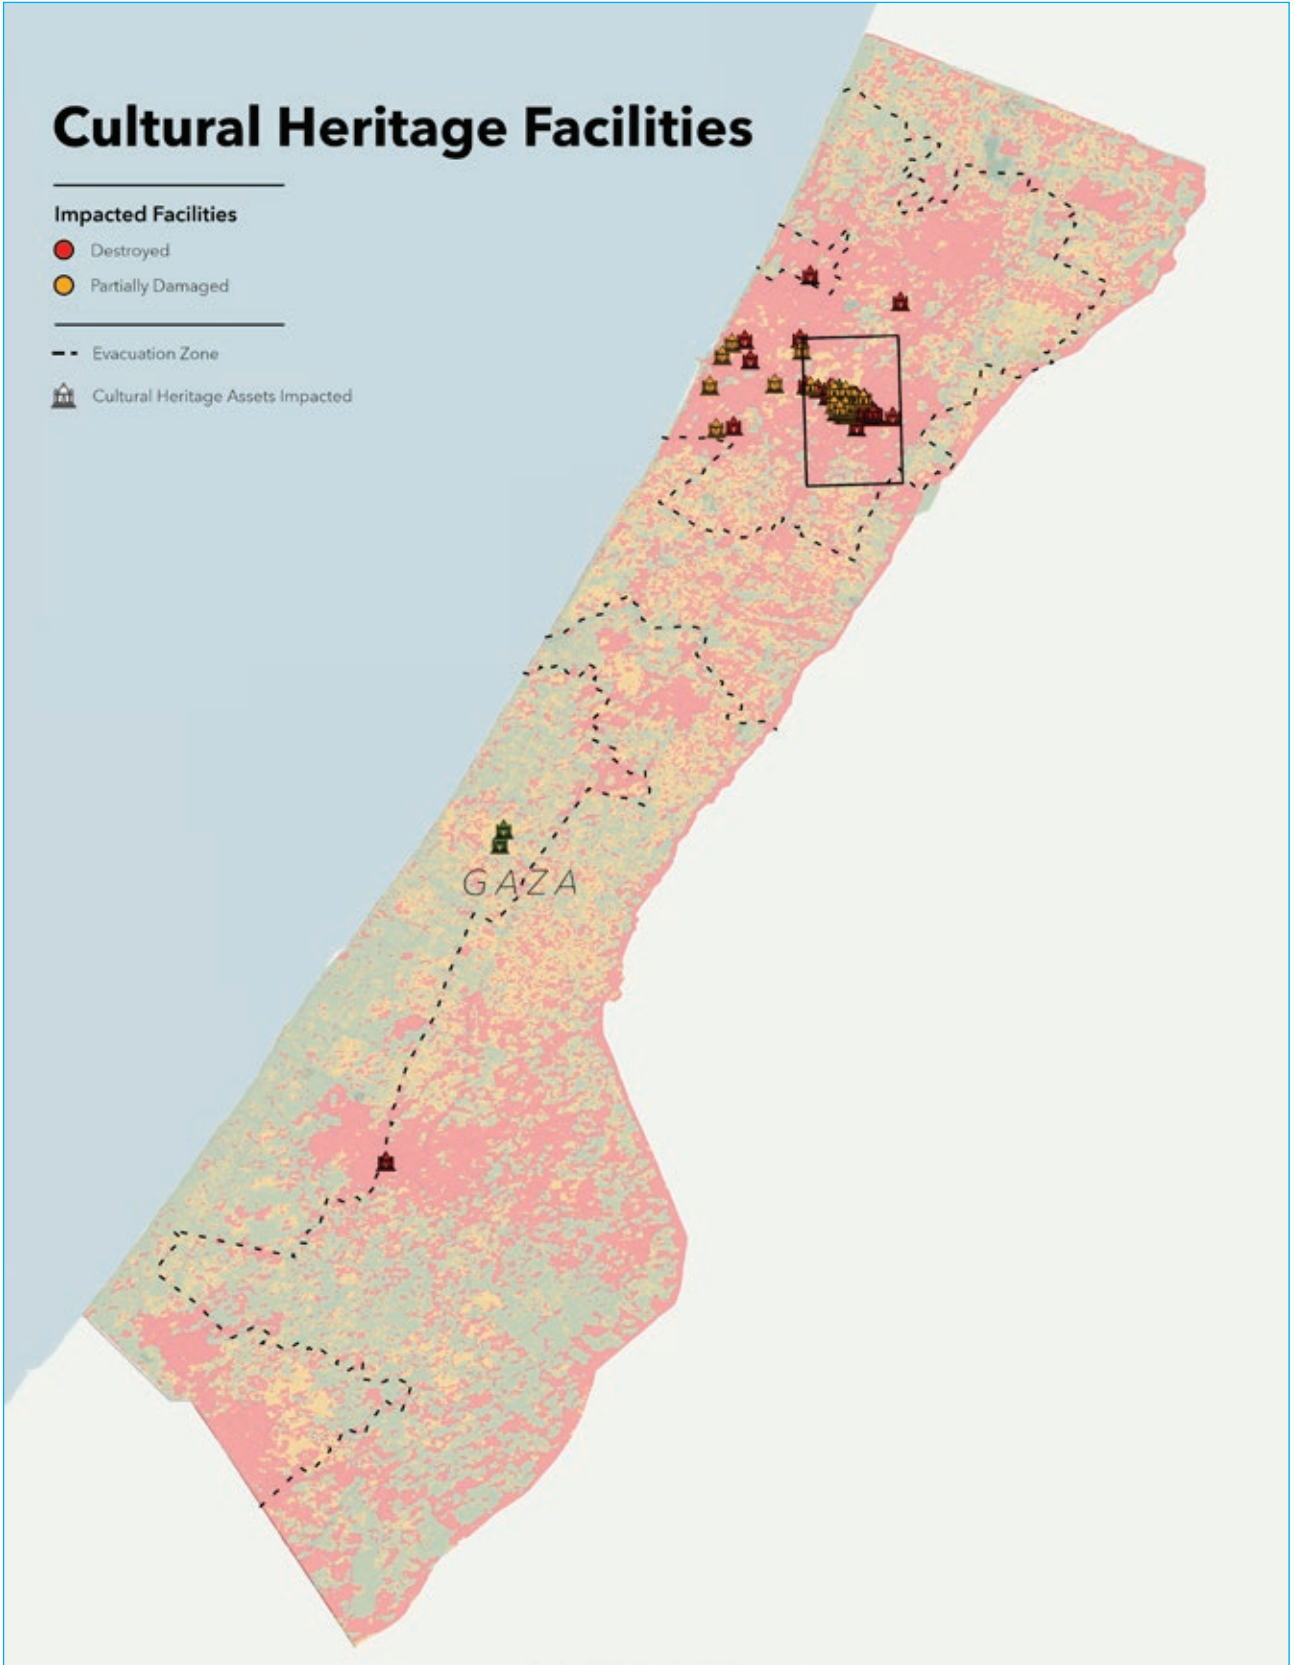 Cultural Heritage Facilities
Impacted Facilities
Destroyed
Partially Damaged
Evacuation Zone
Cultural Heritage Assets Impacted
GAZA